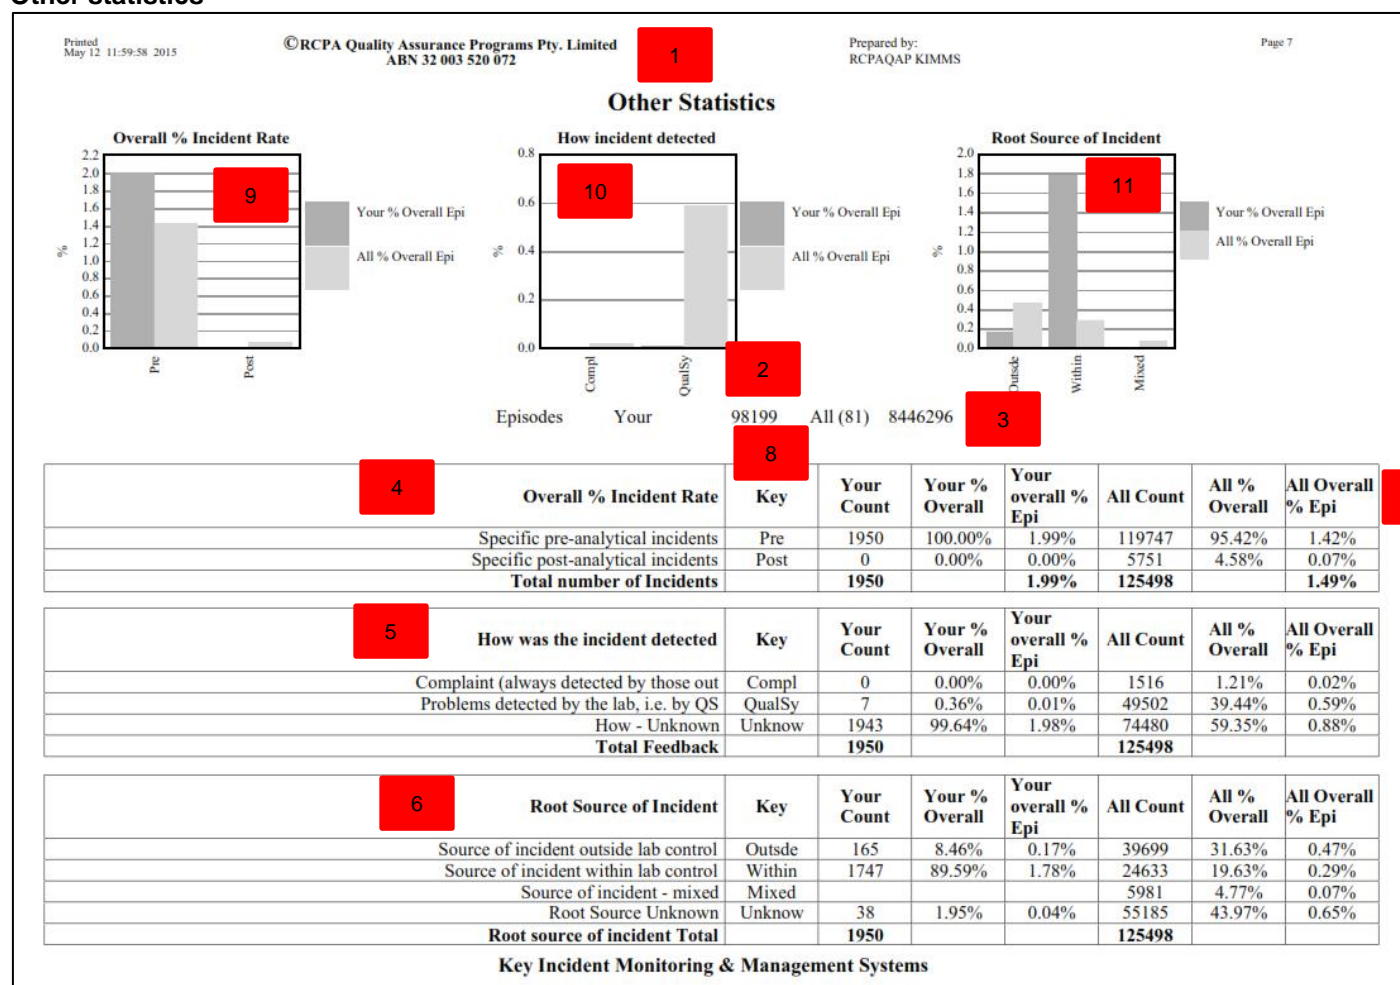 Other statistics
Printed
May 12 11:59:58 2015
©RCPA Quality Assurance Programs Pty. Limited
ABN 32 003 520 072
1
Prepared by:
RCPAQAP KIMMS
Page 7
Other Statistics
Overall % Incident Rate
2.2
2.0
1.8
1.6
1.4
1.2
1.0
0.8
0.6
0.4
0.2
0.0
%
Pre
Post
9
Your % Overall Epi
All % Overall Epi
How incident detected
0.8
0.6
0.4
0.2
0.0
%
Compl
QualSy
10
Your % Overall Epi
All % Overall Epi
2
Root Source of Incident
2.0
1.8
1.6
1.4
1.2
1.0
0.8
0.6
0.4
0.2
0.0
%
Outsde
Within
Mixed
11
Your % Overall Epi
All % Overall Epi
Episodes Your 98199 All (81) 8446296
3
8
4
Overall % Incident Rate Key Your Count Your % Overall Your overall % Epi All Count All % Overall All Overall % Epi
Specific pre-analytical incidents Pre 1950 100.00% 1.99% 119747 95.42% 1.42%
Specific post-analytical incidents Post 0 0.00% 0.00% 5751 4.58% 0.07%
Total number of Incidents 1950 1.99% 125498 1.49%
5
How was the incident detected Key Your Count Your % Overall Your overall % Epi All Count All % Overall All Overall % Epi
Complaint (always detected by those out Compl 0 0.00% 0.00% 1516 1.21% 0.02%
Problems detected by the lab, i.e. by QS QualSy 7 0.36% 0.01% 49502 39.44% 0.59%
How - Unknown Unknow 1943 99.64% 1.98% 74480 59.35% 0.88%
Total Feedback 1950 125498
6
Root Source of Incident Key Your Count Your % Overall Your overall % Epi All Count All % Overall All Overall % Epi
Source of incident outside lab control Outsde 165 8.46% 0.17% 39699 31.63% 0.47%
Source of incident within lab control Within 1747 89.59% 1.78% 24633 19.63% 0.29%
Source of incident - mixed Mixed 5981 4.77% 0.07%
Root Source Unknown Unknow 38 1.95% 0.04% 55185 43.97% 0.65%
Root source of incident Total 1950 125498
Key Incident Monitoring & Management Systems